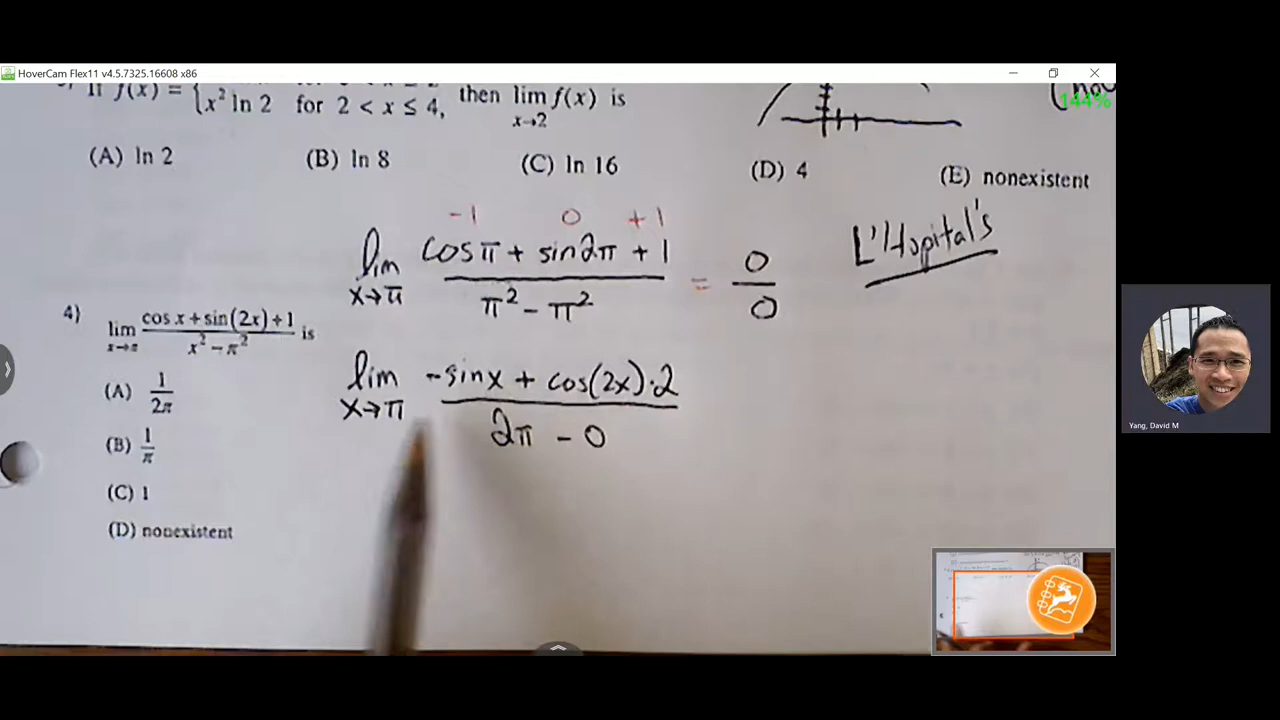 HoverCam Flex11 v4.5.7325.16608 x86
144%
If f(x) = { x² ln 2 for 2 < x ≤ 4, then lim x→2 f(x) is
(A) ln 2 (B) ln 8 (C) ln 16 (D) 4 (E) nonexistent
-1 0 +1
lim x→π (cos π + sin 2π + 1) / (π² - π²) = 0/0
L'Hopital's
4) lim x→π (cos x + sin(2x) + 1) / (x² - π²) is
lim x→π (-sin x + cos(2x)·2) / (2π - 0)
(A) 1/2π
(B) 1/π
(C) 1
(D) nonexistent
Yang, David M